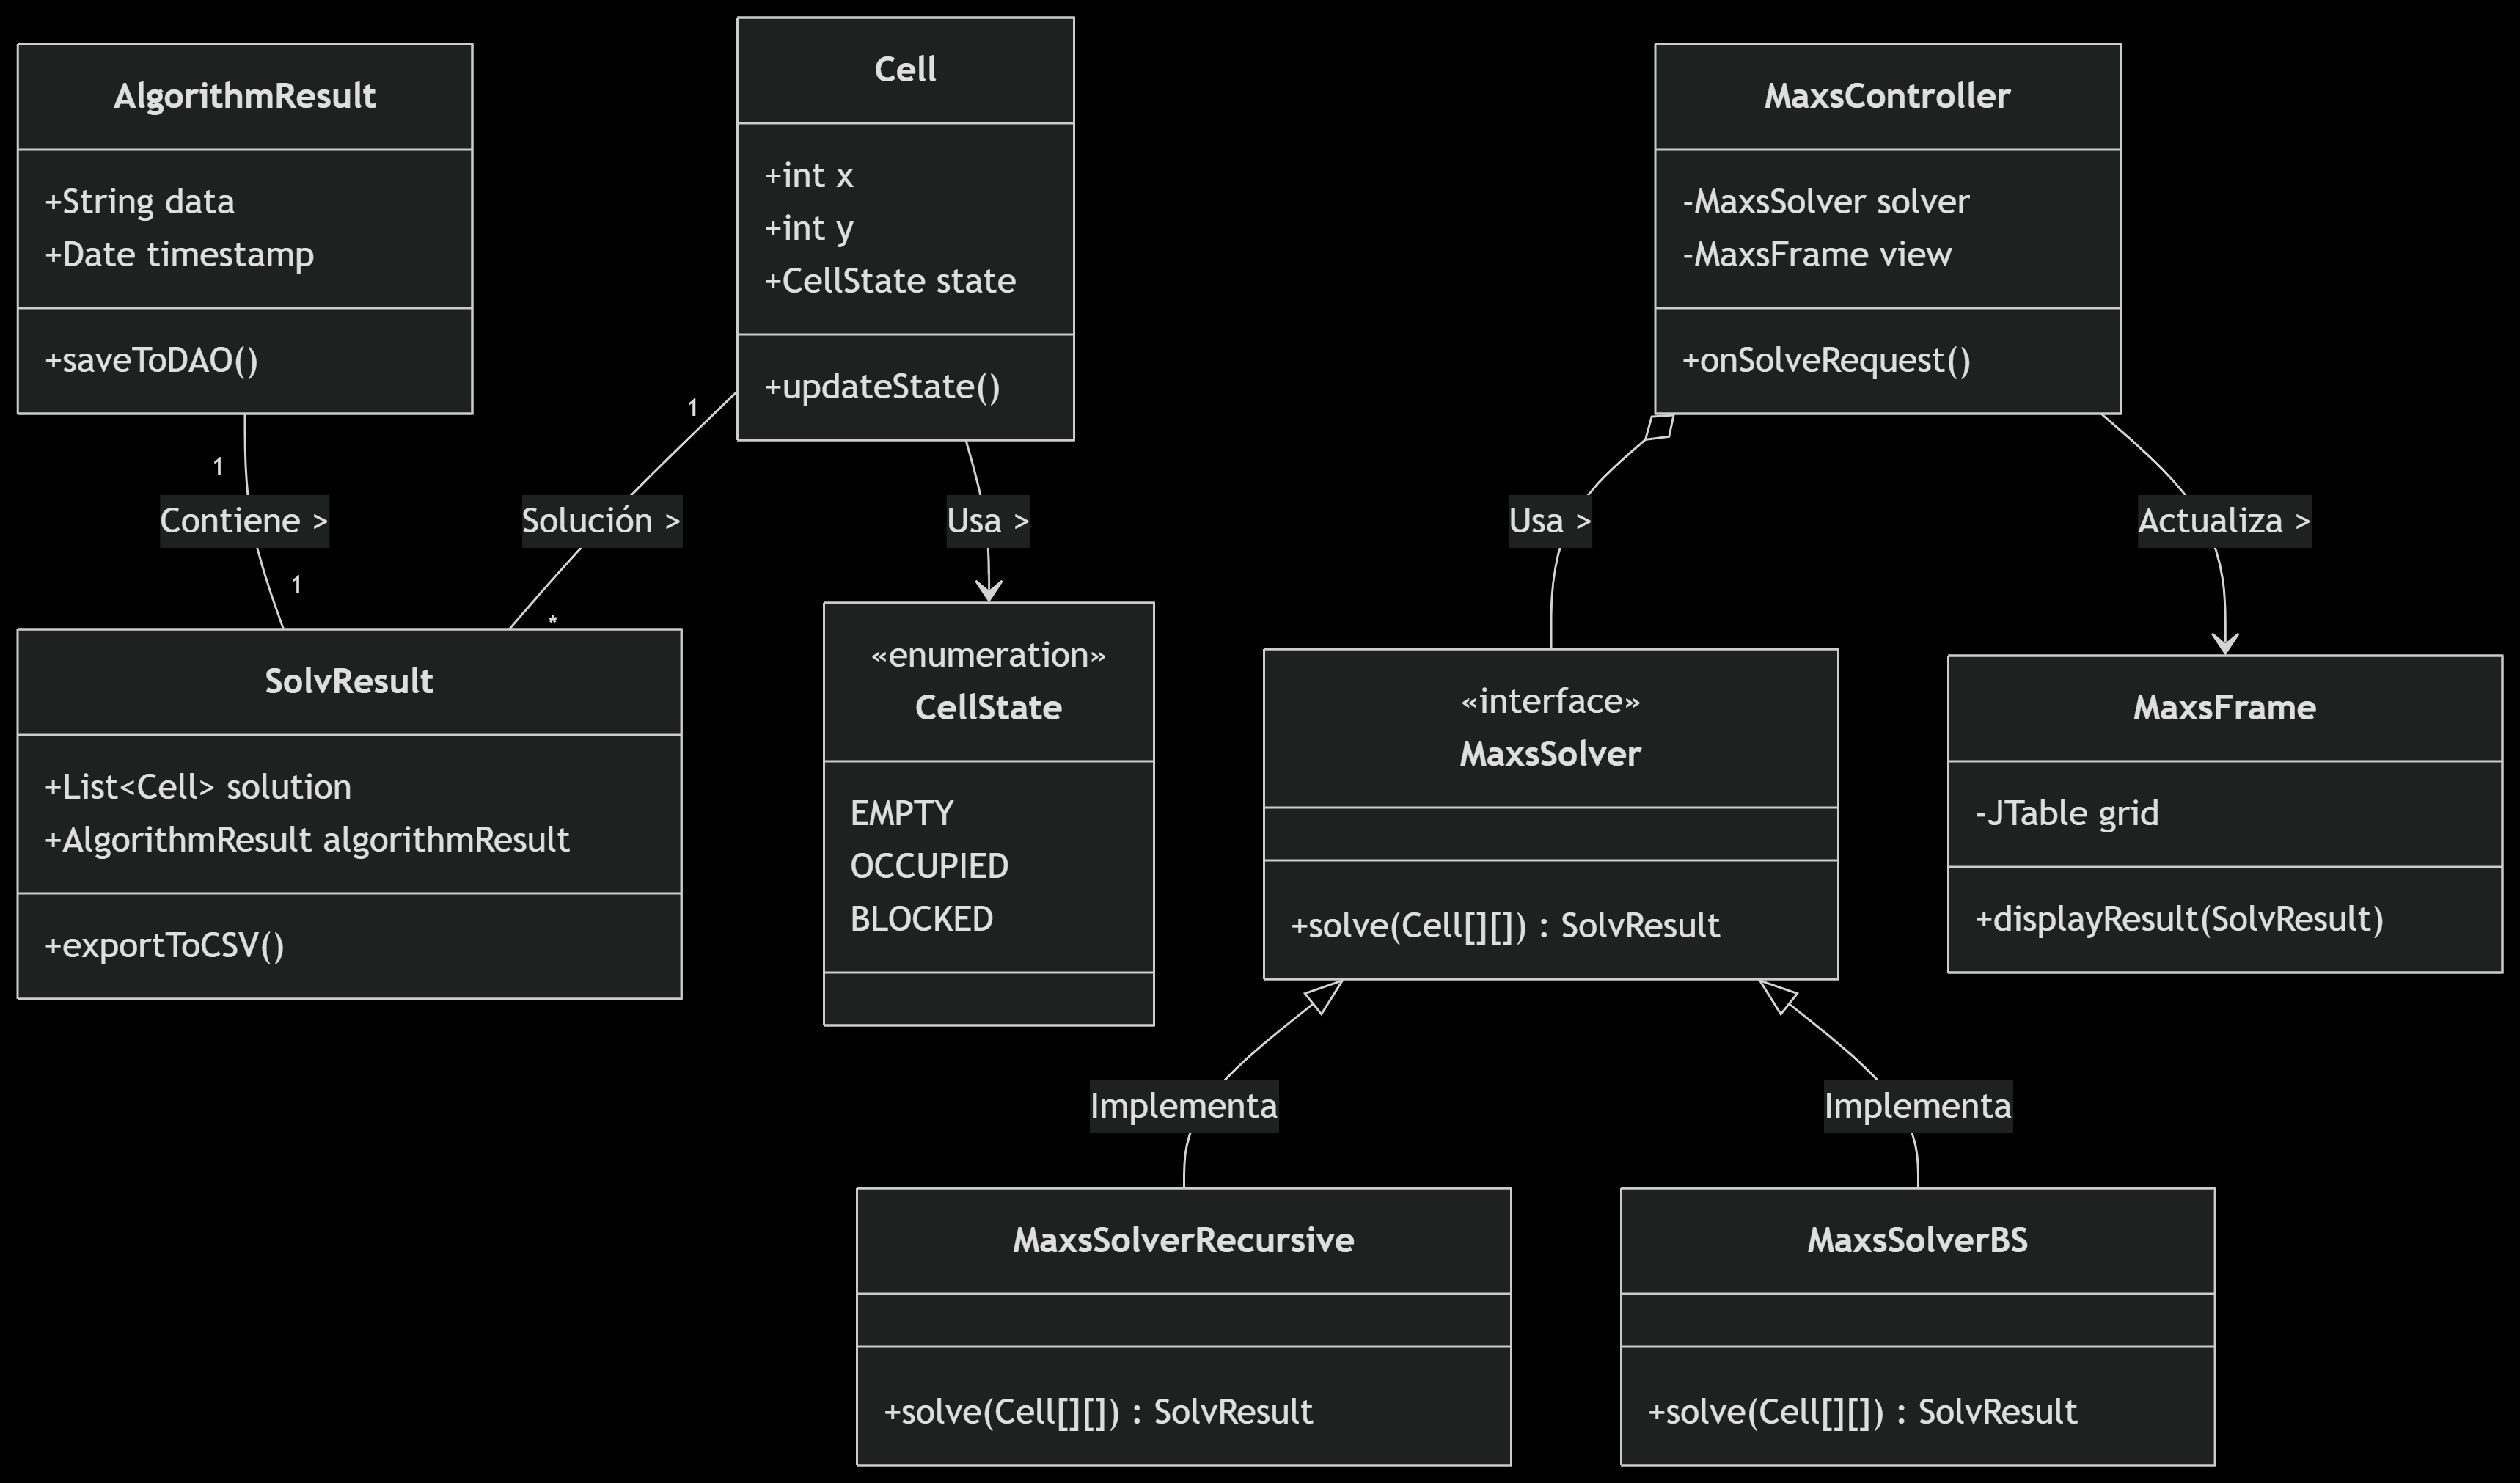 AlgorithmResult
+String data
+Date timestamp
+saveToDAO()
Cell
+int x
+int y
+CellState state
+updateState()
MaxsController
-MaxsSolver solver
-MaxsFrame view
+onSolveRequest()
1
Contiene >
1
1
Solución >
*
Usa >
Usa >
Actualiza >
SolvResult
+List<Cell> solution
+AlgorithmResult algorithmResult
+exportToCSV()
«enumeration»
CellState
EMPTY
OCCUPIED
BLOCKED
«interface»
MaxsSolver
+solve(Cell[][]) : SolvResult
MaxsFrame
-JTable grid
+displayResult(SolvResult)
Implementa
Implementa
MaxsSolverRecursive
+solve(Cell[][]) : SolvResult
MaxsSolverBS
+solve(Cell[][]) : SolvResult